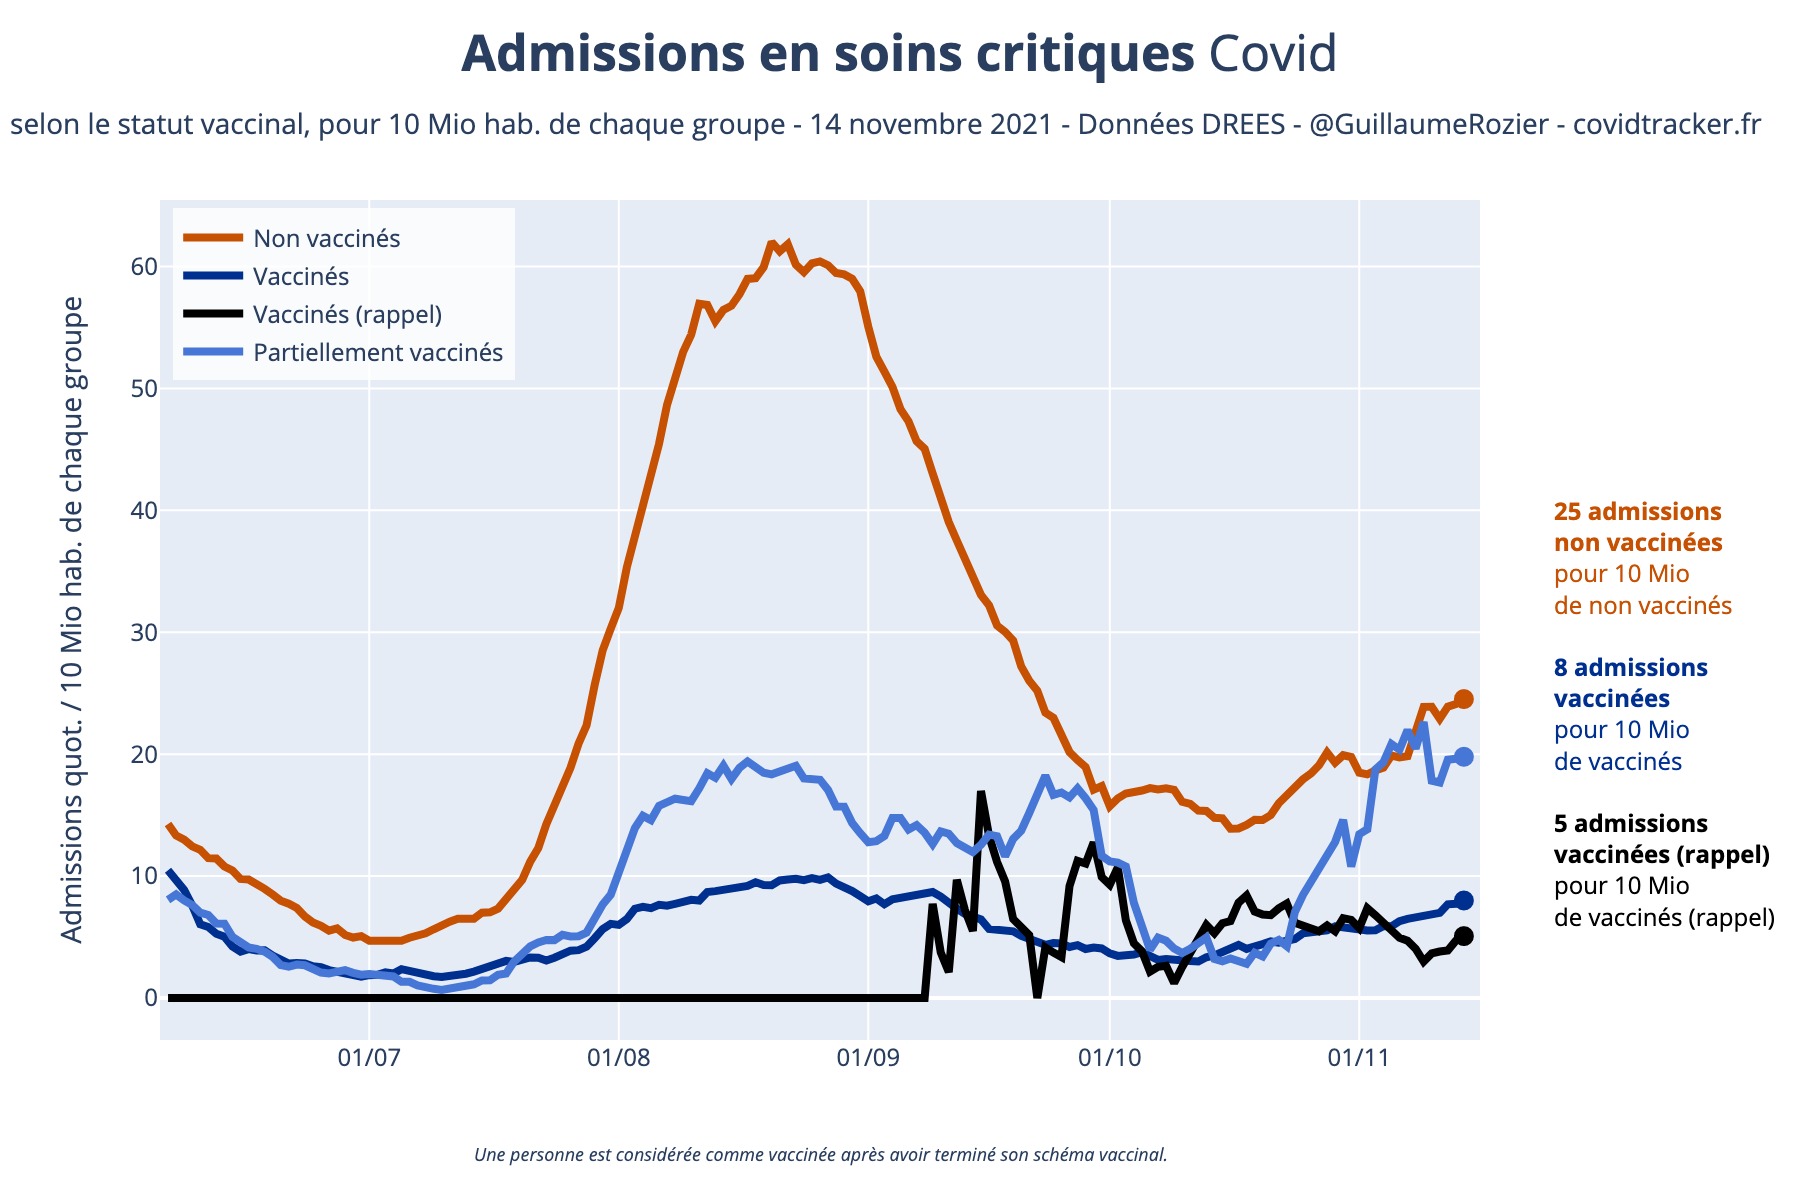 Admissions en soins critiques Covid
selon le statut vaccinal, pour 10 Mio hab. de chaque groupe - 14 novembre 2021 - Données DREES - @GuillaumeRozier - covidtracker.fr
Non vaccinés
Vaccinés
Vaccinés (rappel)
Partiellement vaccinés
Admissions quot. / 10 Mio hab. de chaque groupe
60
50
40
30
20
10
0
01/07
01/08
01/09
01/10
01/11
25 admissions
non vaccinées
pour 10 Mio
de non vaccinés
8 admissions
vaccinées
pour 10 Mio
de vaccinés
5 admissions
vaccinées (rappel)
pour 10 Mio
de vaccinés (rappel)
Une personne est considérée comme vaccinée après avoir terminé son schéma vaccinal.